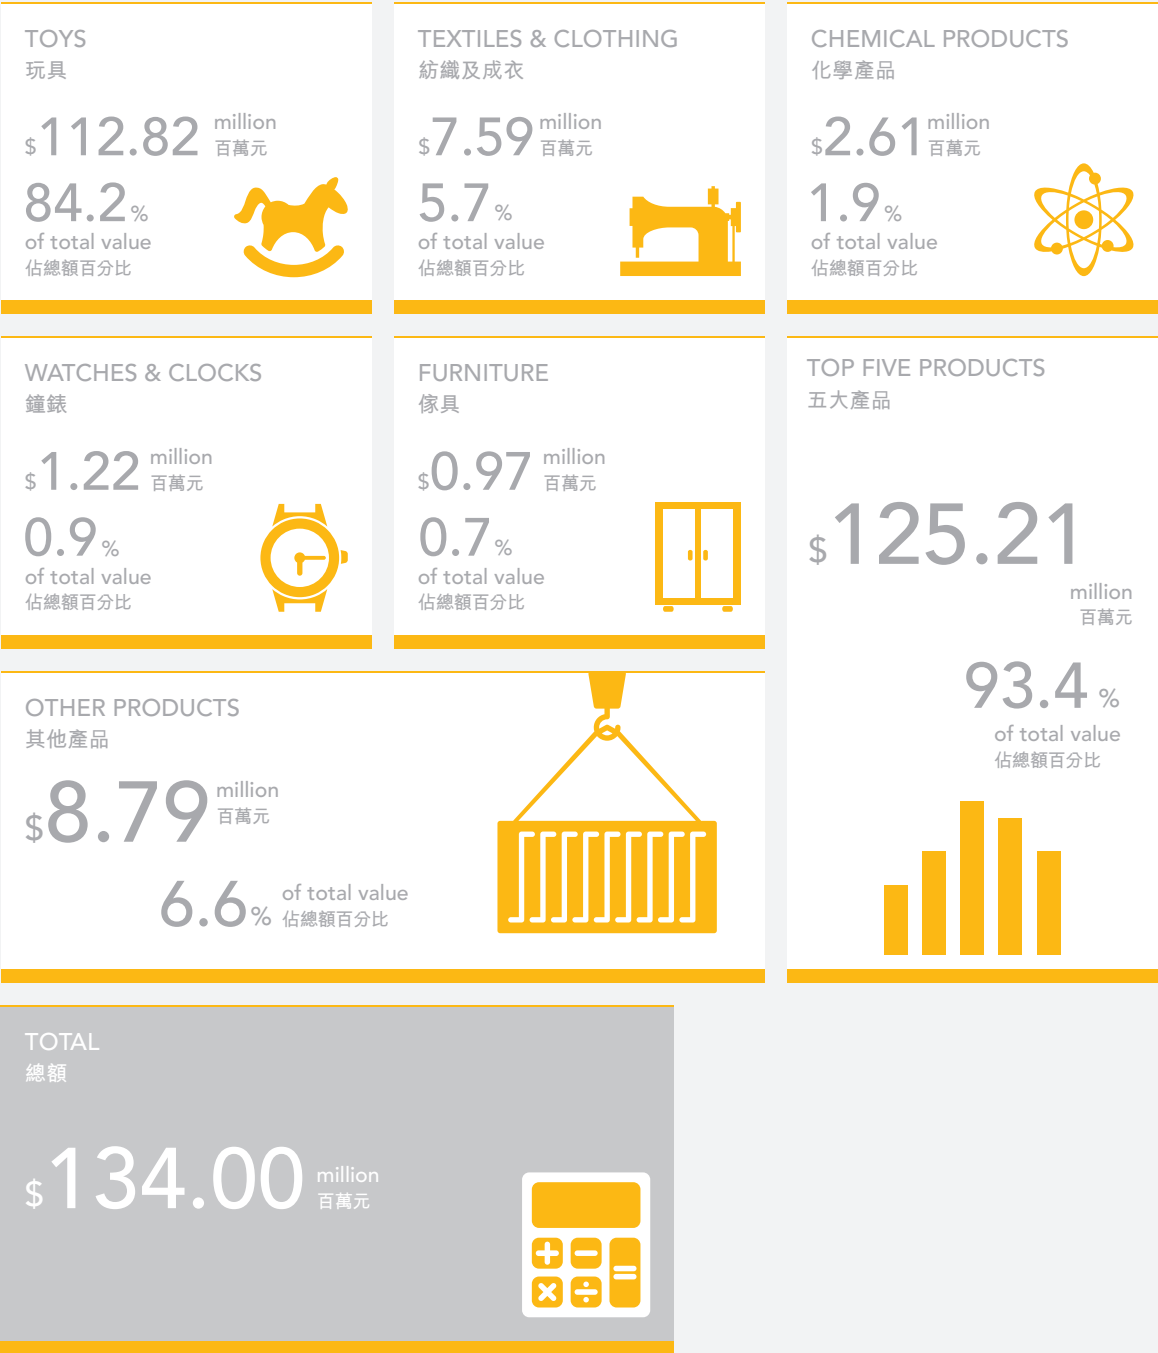 TOYS
玩具
$112.82 million
百萬元
84.2%
of total value
佔總額百分比
TEXTILES & CLOTHING
紡織及成衣
$7.59 million
百萬元
5.7%
of total value
佔總額百分比
CHEMICAL PRODUCTS
化學產品
$2.61 million
百萬元
1.9%
of total value
佔總額百分比
WATCHES & CLOCKS
鐘錶
$1.22 million
百萬元
0.9%
of total value
佔總額百分比
FURNITURE
傢具
$0.97 million
百萬元
0.7%
of total value
佔總額百分比
TOP FIVE PRODUCTS
五大產品
$125.21
million
百萬元
93.4%
of total value
佔總額百分比
OTHER PRODUCTS
其他產品
$8.79 million
百萬元
6.6% of total value
佔總額百分比
TOTAL
總額
$134.00 million
百萬元